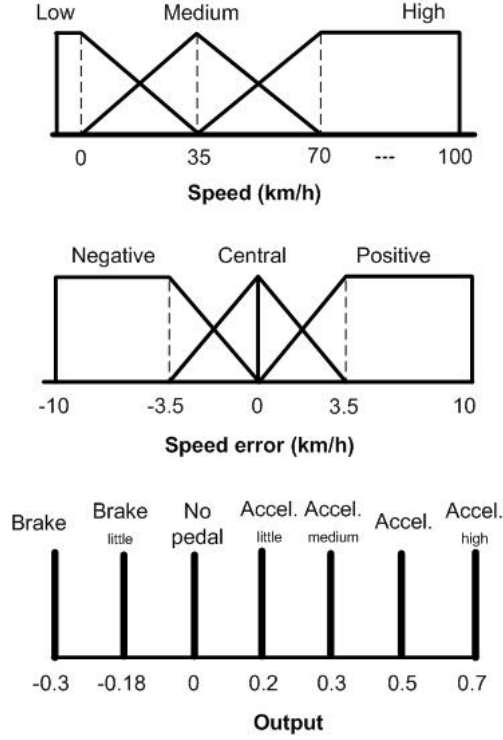 Low Medium High
0 35 70 --- 100
Speed (km/h)
Negative Central Positive
-10 -3.5 0 3.5 10
Speed error (km/h)
Brake Brake little No pedal Accel. little Accel. medium Accel. Accel. high
-0.3 -0.18 0 0.2 0.3 0.5 0.7
Output